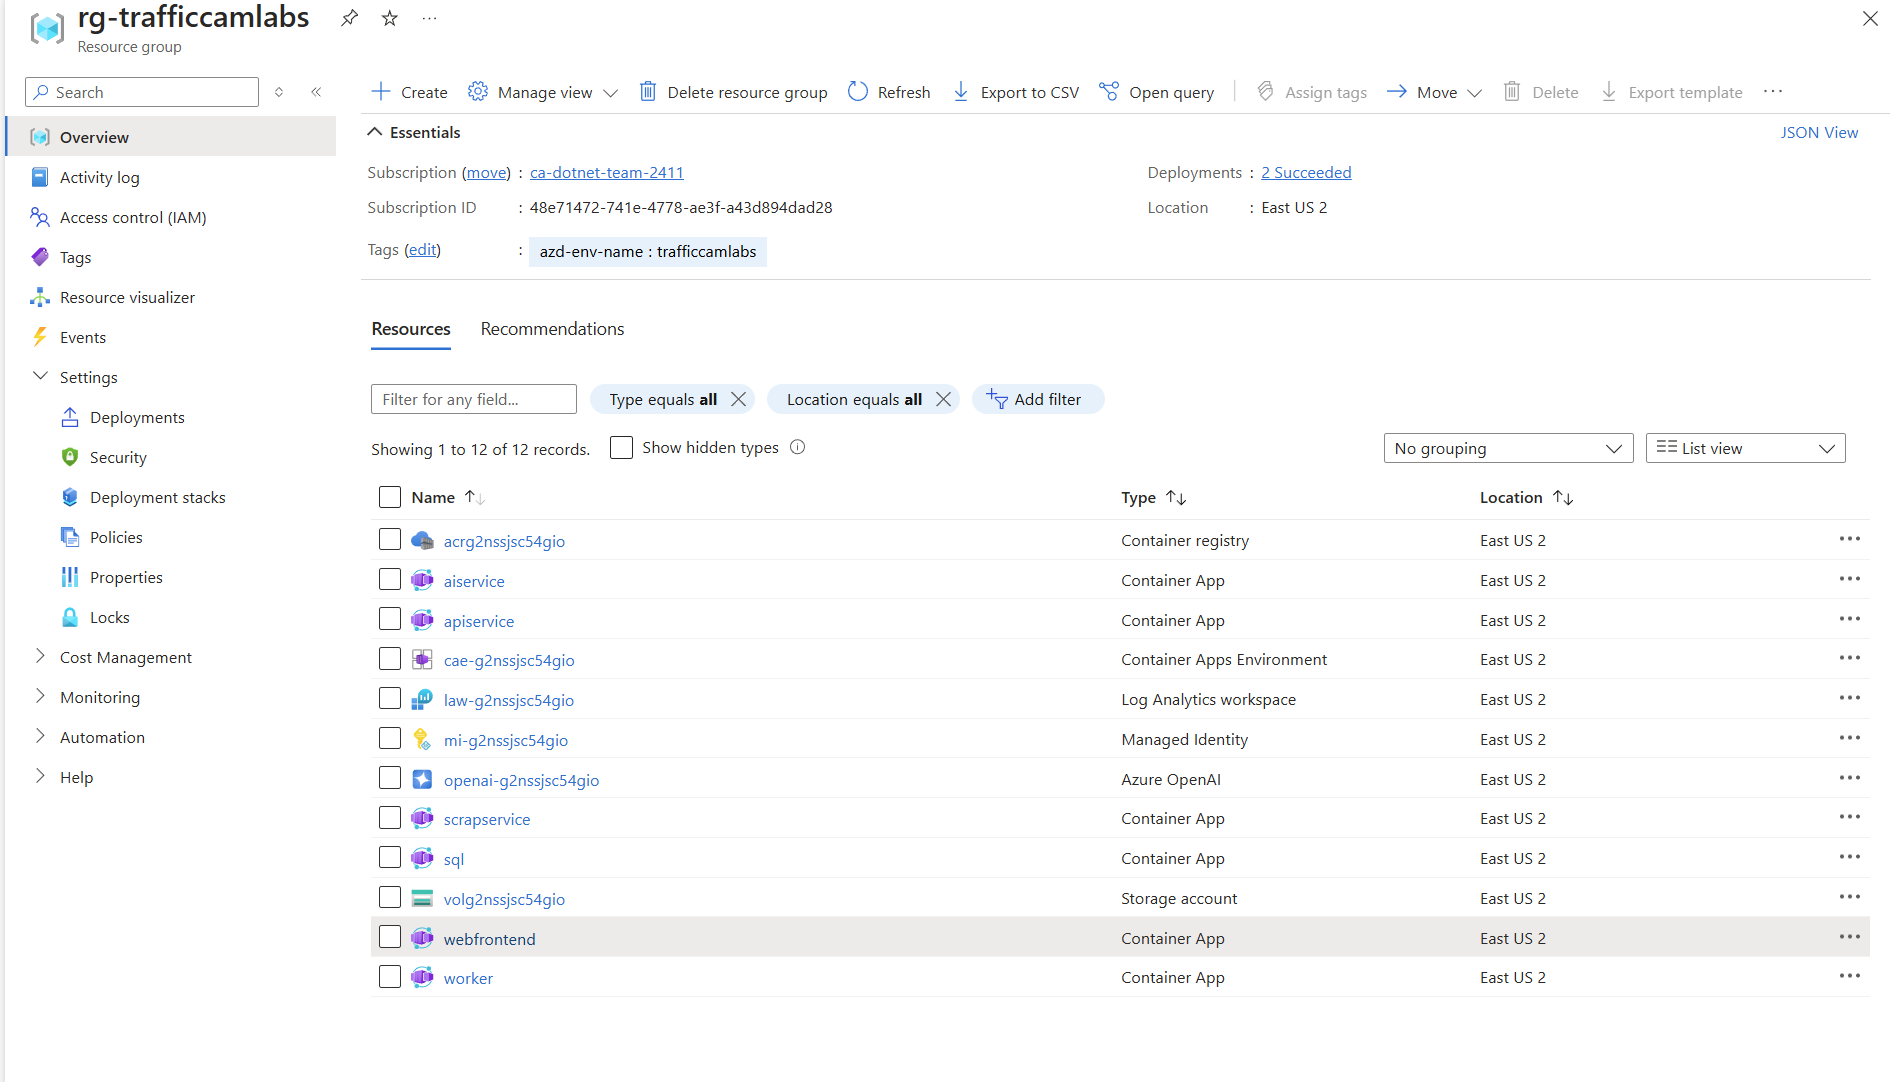 rg-trafficcamlabs
Resource group
Search
Overview
Activity log
Access control (IAM)
Tags
Resource visualizer
Events
Settings
Deployments
Security
Deployment stacks
Policies
Properties
Locks
Cost Management
Monitoring
Automation
Help
Create Manage view Delete resource group Refresh Export to CSV Open query Assign tags Move Delete Export template
Essentials JSON View
Subscription (move) : ca-dotnet-team-2411 Deployments : 2 Succeeded
Subscription ID : 48e71472-741e-4778-ae3f-a43d894dad28 Location : East US 2
Tags (edit) : azd-env-name : trafficcamlabs
Resources Recommendations
Filter for any field... Type equals all Location equals all Add filter
Showing 1 to 12 of 12 records. Show hidden types No grouping List view
Name Type Location
acrg2nssjsc54gio Container registry East US 2
aiservice Container App East US 2
apiservice Container App East US 2
cae-g2nssjsc54gio Container Apps Environment East US 2
law-g2nssjsc54gio Log Analytics workspace East US 2
mi-g2nssjsc54gio Managed Identity East US 2
openai-g2nssjsc54gio Azure OpenAI East US 2
scrapservice Container App East US 2
sql Container App East US 2
volg2nssjsc54gio Storage account East US 2
webfrontend Container App East US 2
worker Container App East US 2